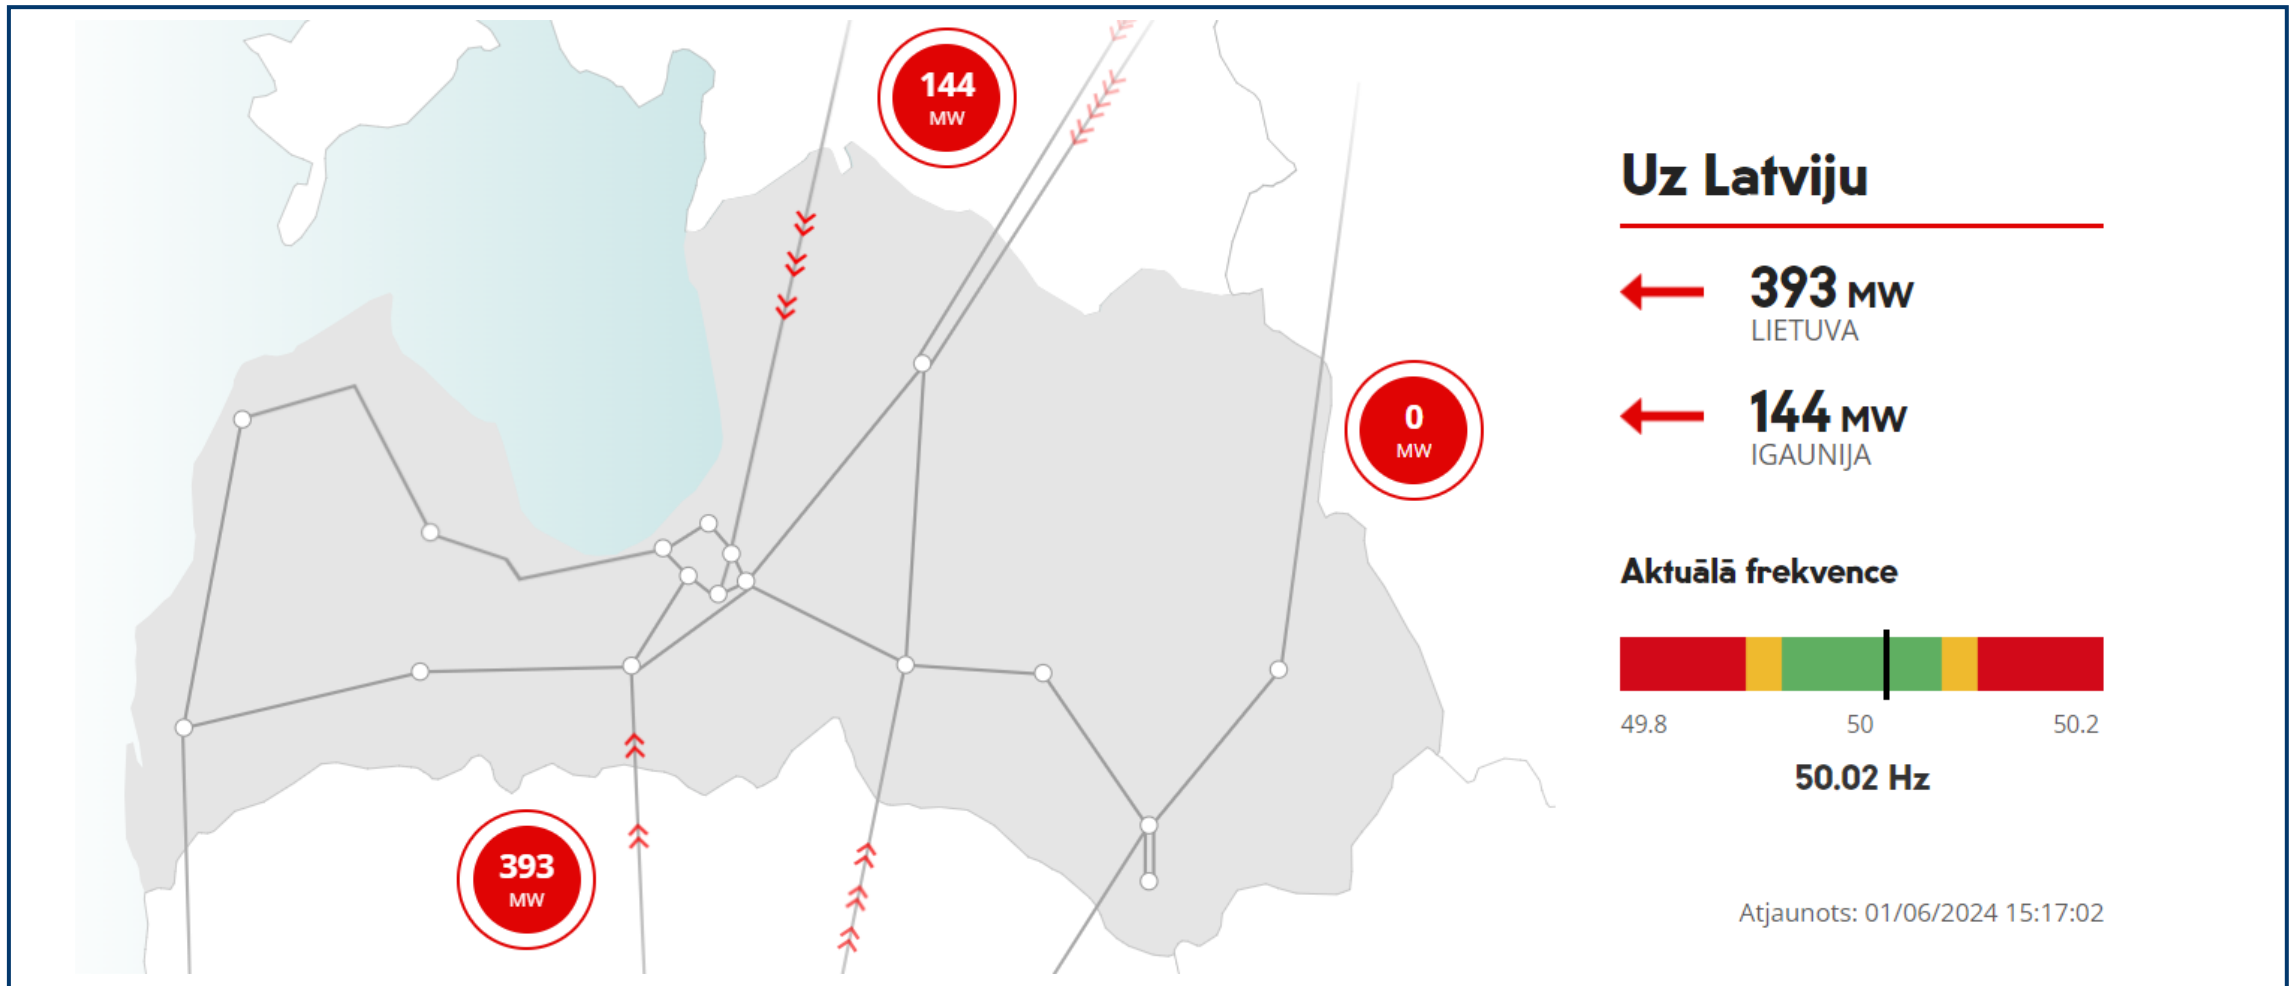 144
MW
0
MW
393
MW
Uz Latviju
393 MW
LIETUVA
144 MW
IGAUNIJA
Aktuālā frekvence
49.8 50 50.2
50.02 Hz
Atjaunots: 01/06/2024 15:17:02